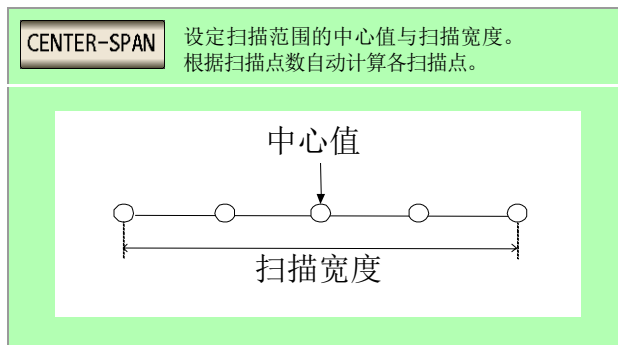 CENTER-SPAN
设定扫描范围的中心值与扫描宽度。
根据扫描点数自动计算各扫描点。
中心值
扫描宽度